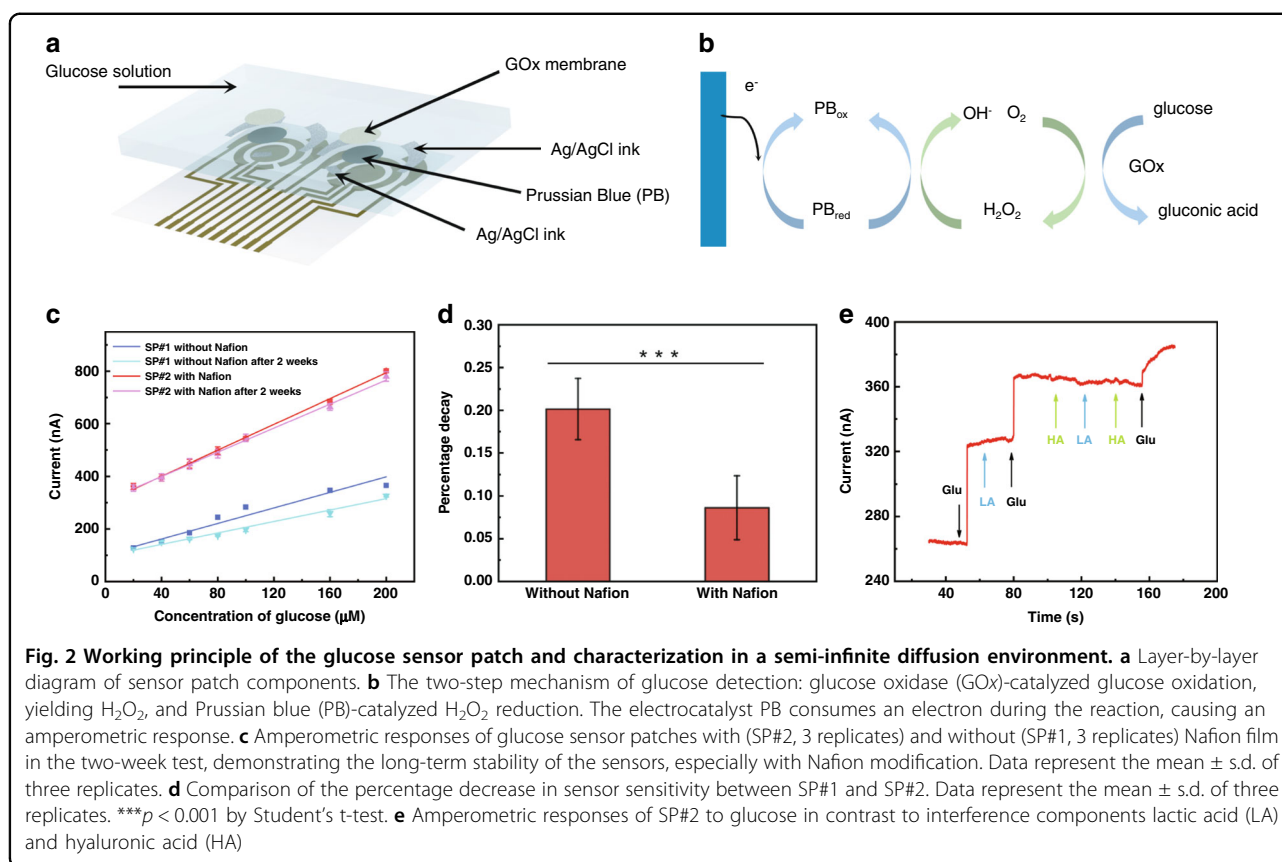 a
Glucose solution
GOx membrane
Ag/AgCl ink
Prussian Blue (PB)
Ag/AgCl ink
b
e-
PBox
PBred
OH-
O2
H2O2
glucose
GOx
gluconic acid
c
SP#1 without Nafion
SP#1 without Nafion after 2 weeks
SP#2 with Nafion
SP#2 with Nafion after 2 weeks
Current (nA)
800
600
400
200
0
0 40 80 120 160 200
Concentration of glucose (μM)
d
Percentage decay
0.30
0.25
0.20
0.15
0.10
0.05
0.00
* * *
Without Nafion
With Nafion
e
Current (nA)
400
360
320
280
240
Glu
LA
Glu
HA
LA
HA
Glu
40 80 120 160 200
Time (s)
Fig. 2 Working principle of the glucose sensor patch and characterization in a semi-infinite diffusion environment. a Layer-by-layer
diagram of sensor patch components. b The two-step mechanism of glucose detection: glucose oxidase (GOx)-catalyzed glucose oxidation,
yielding H2O2, and Prussian blue (PB)-catalyzed H2O2 reduction. The electrocatalyst PB consumes an electron during the reaction, causing an
amperometric response. c Amperometric responses of glucose sensor patches with (SP#2, 3 replicates) and without (SP#1, 3 replicates) Nafion film
in the two-week test, demonstrating the long-term stability of the sensors, especially with Nafion modification. Data represent the mean ± s.d. of
three replicates. d Comparison of the percentage decrease in sensor sensitivity between SP#1 and SP#2. Data represent the mean ± s.d. of three
replicates. ***p < 0.001 by Student's t-test. e Amperometric responses of SP#2 to glucose in contrast to interference components lactic acid (LA)
and hyaluronic acid (HA)